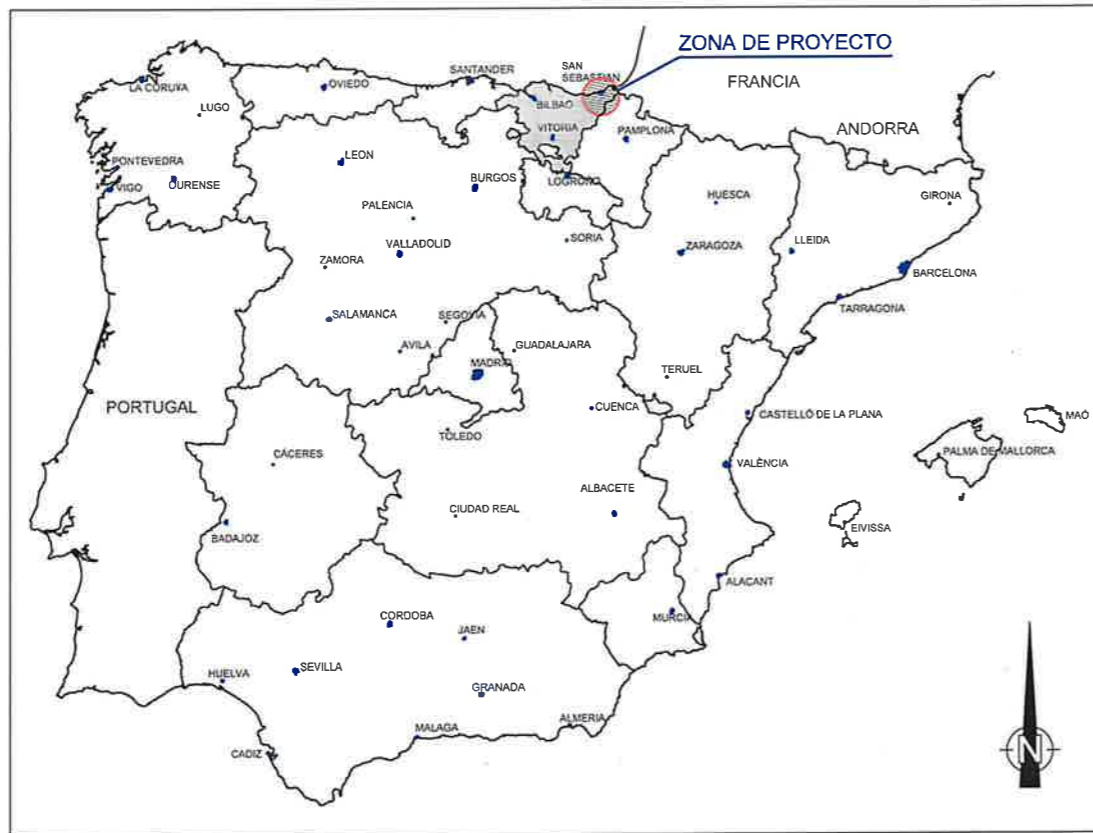 ZONA DE PROYECTO
SAN
SEBASTIAN
SANTANDER
FRANCIA
LA CORUVA
OVIEDO
BILBAO
LUGO
ANDORRA
VITORIA
PAMPLONA
PONTEVEDRA
LEON
VIGO
OURENSE
BURGOS
LOGROÑO
HUESCA
GIRONA
PALENCIA
SORIA
VALLADOLID
ZARAGOZA
LLEIDA
ZAMORA
BARCELONA
TARRAGONA
SALAMANCA
SEGOVIA
AVILA
GUADALAJARA
MADRID
TERUEL
PORTUGAL
CUENCA
CASTELLÓ DE LA PLANA
MAÓ
TOLEDO
PALMA DE MALLORCA
CÁCERES
VALÈNCIA
ALBACETE
CIUDAD REAL
EIVISSA
BADAJOZ
ALACANT
CORDOBA
MURCIA
JAEN
SEVILLA
HUELVA
GRANADA
ALMERIA
MALAGA
CADIZ
N